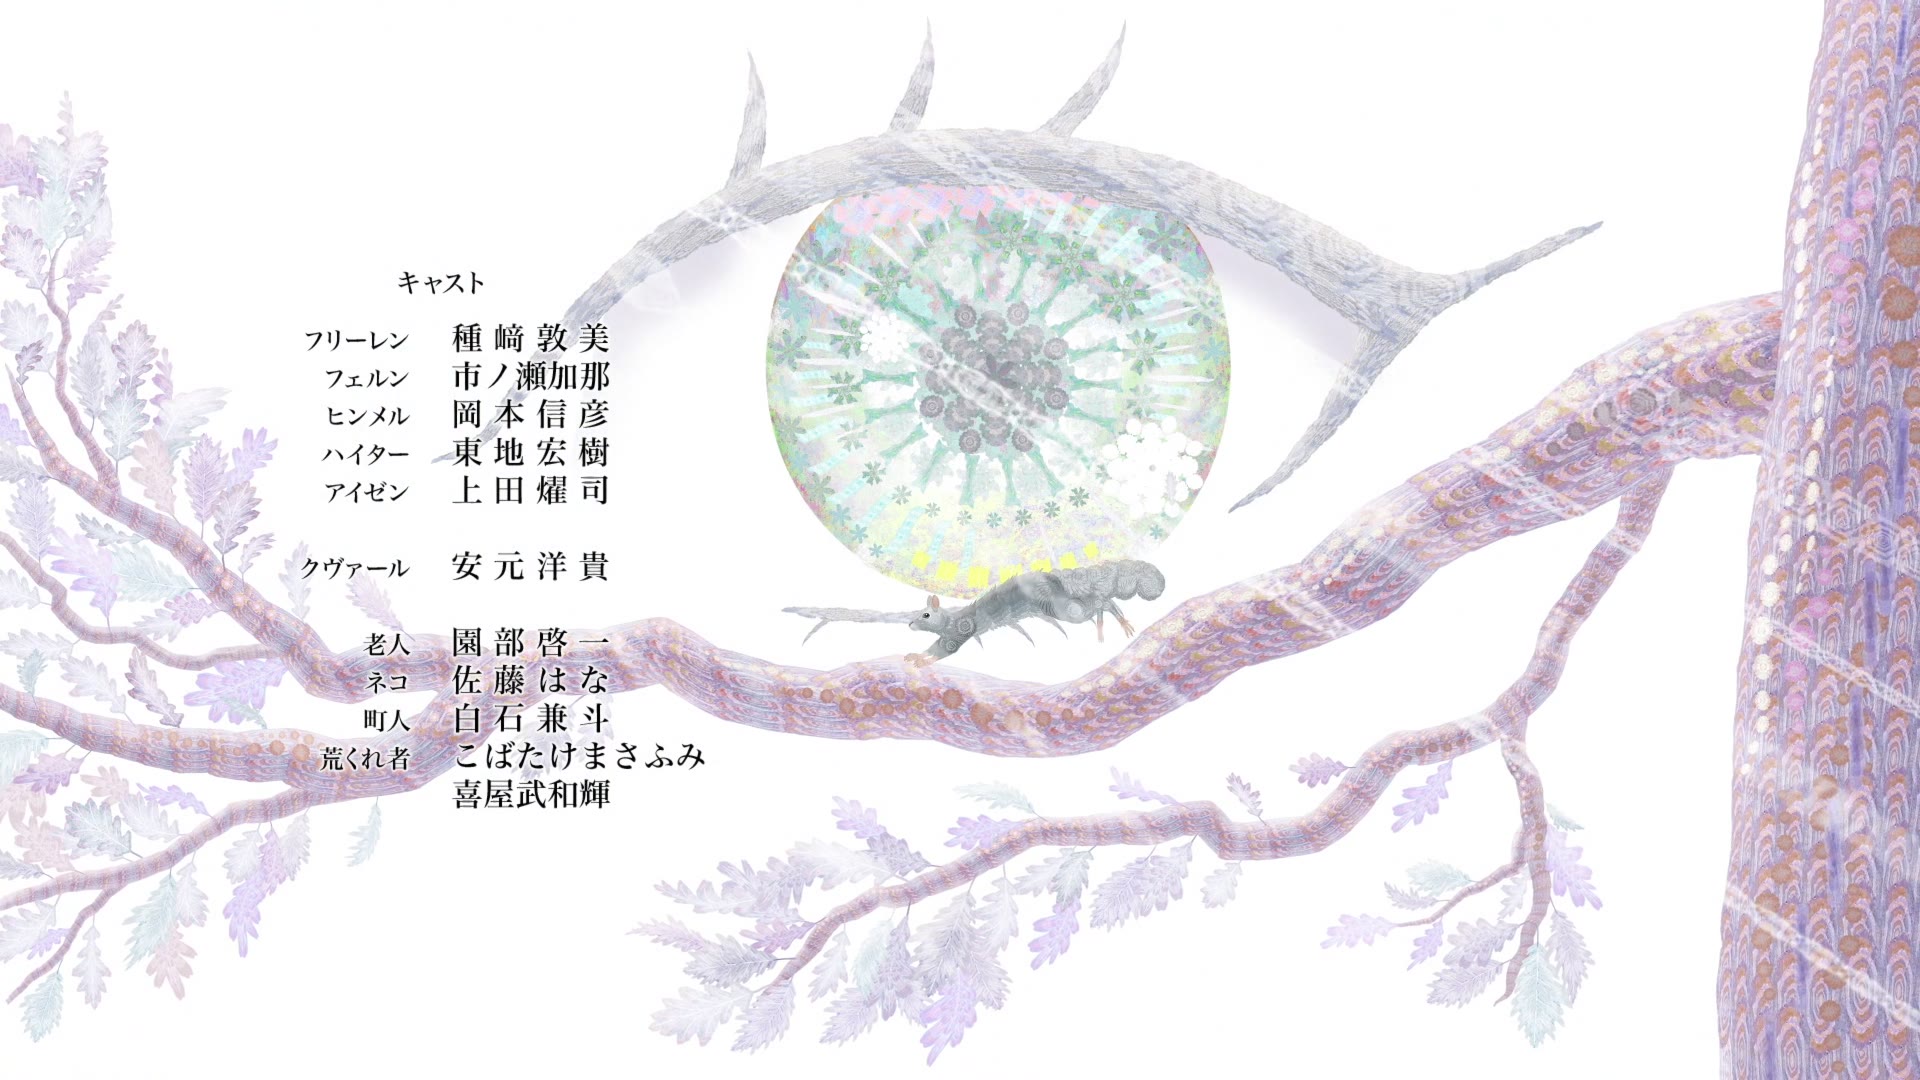 キャスト
フリーレン 種﨑敦美
フェルン 市ノ瀬加那
ヒンメル 岡本信彦
ハイター 東地宏樹
アイゼン 上田燿司
クヴァール 安元洋貴
老人 園部啓一
ネコ 佐藤はな
町人 白石兼斗
荒くれ者 こばたけまさふみ
喜屋武和輝